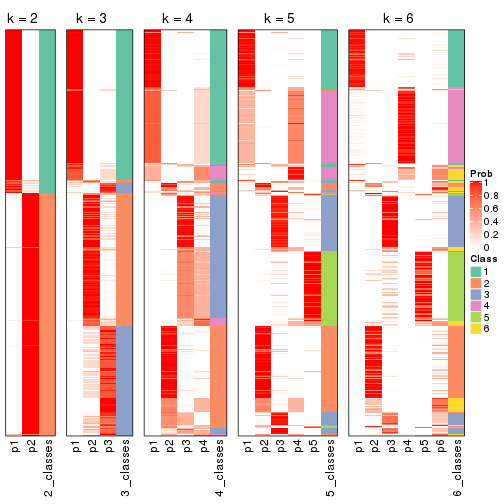 k = 2
k = 3
k = 4
k = 5
k = 6
p1
p2
2_classes
p1
p2
p3
3_classes
p1
p2
p3
p4
4_classes
p1
p2
p3
p4
p5
5_classes
p1
p2
p3
p4
p5
p6
6_classes
Prob
1
0.8
0.6
0.4
0.2
0
Class
1
2
3
4
5
6